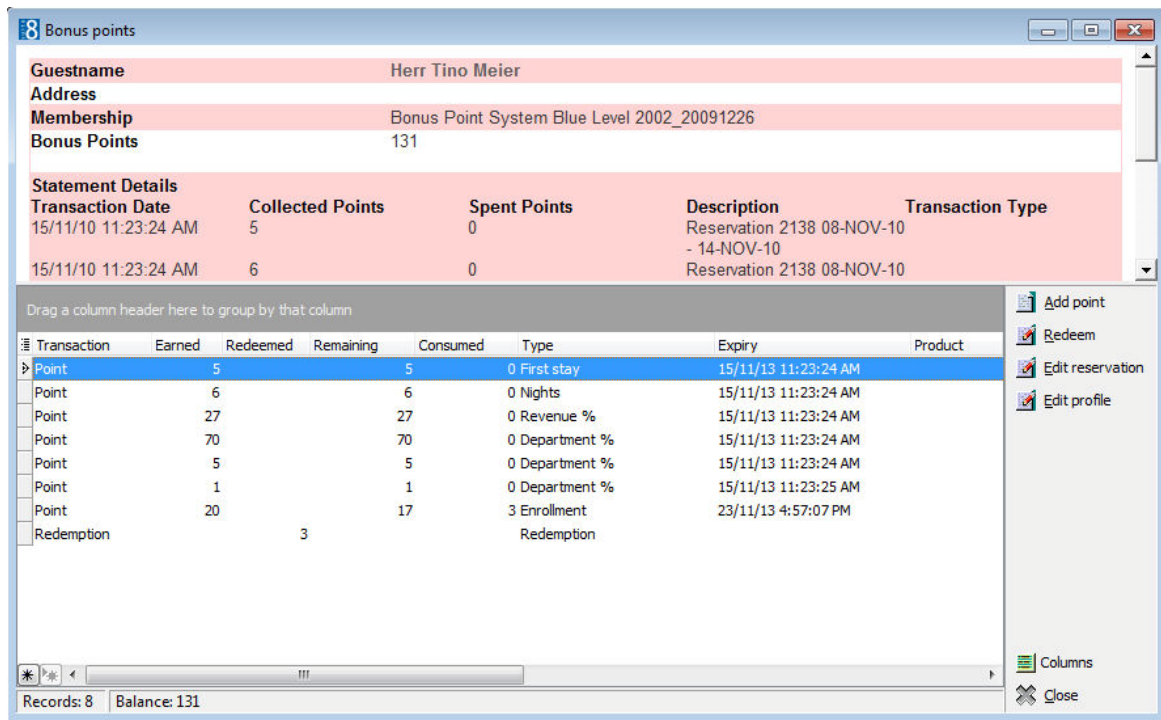 8 Bonus points
Guestname Herr Tino Meier
Address
Membership Bonus Point System Blue Level 2002_20091226
Bonus Points 131
Statement Details
Transaction Date Collected Points Spent Points Description Transaction Type
15/11/10 11:23:24 AM 5 0 Reservation 2138 08-NOV-10
- 14-NOV-10
15/11/10 11:23:24 AM 6 0 Reservation 2138 08-NOV-10
Drag a column header here to group by that column
Transaction Earned Redeemed Remaining Consumed Type Expiry Product
Point 5 5 0 First stay 15/11/13 11:23:24 AM
Point 6 6 0 Nights 15/11/13 11:23:24 AM
Point 27 27 0 Revenue % 15/11/13 11:23:24 AM
Point 70 70 0 Department % 15/11/13 11:23:24 AM
Point 5 5 0 Department % 15/11/13 11:23:24 AM
Point 1 1 0 Department % 15/11/13 11:23:25 AM
Point 20 17 3 Enrollment 23/11/13 4:57:07 PM
Redemption 3 Redemption
Add point
Redeem
Edit reservation
Edit profile
Columns
Close
Records: 8 Balance: 131